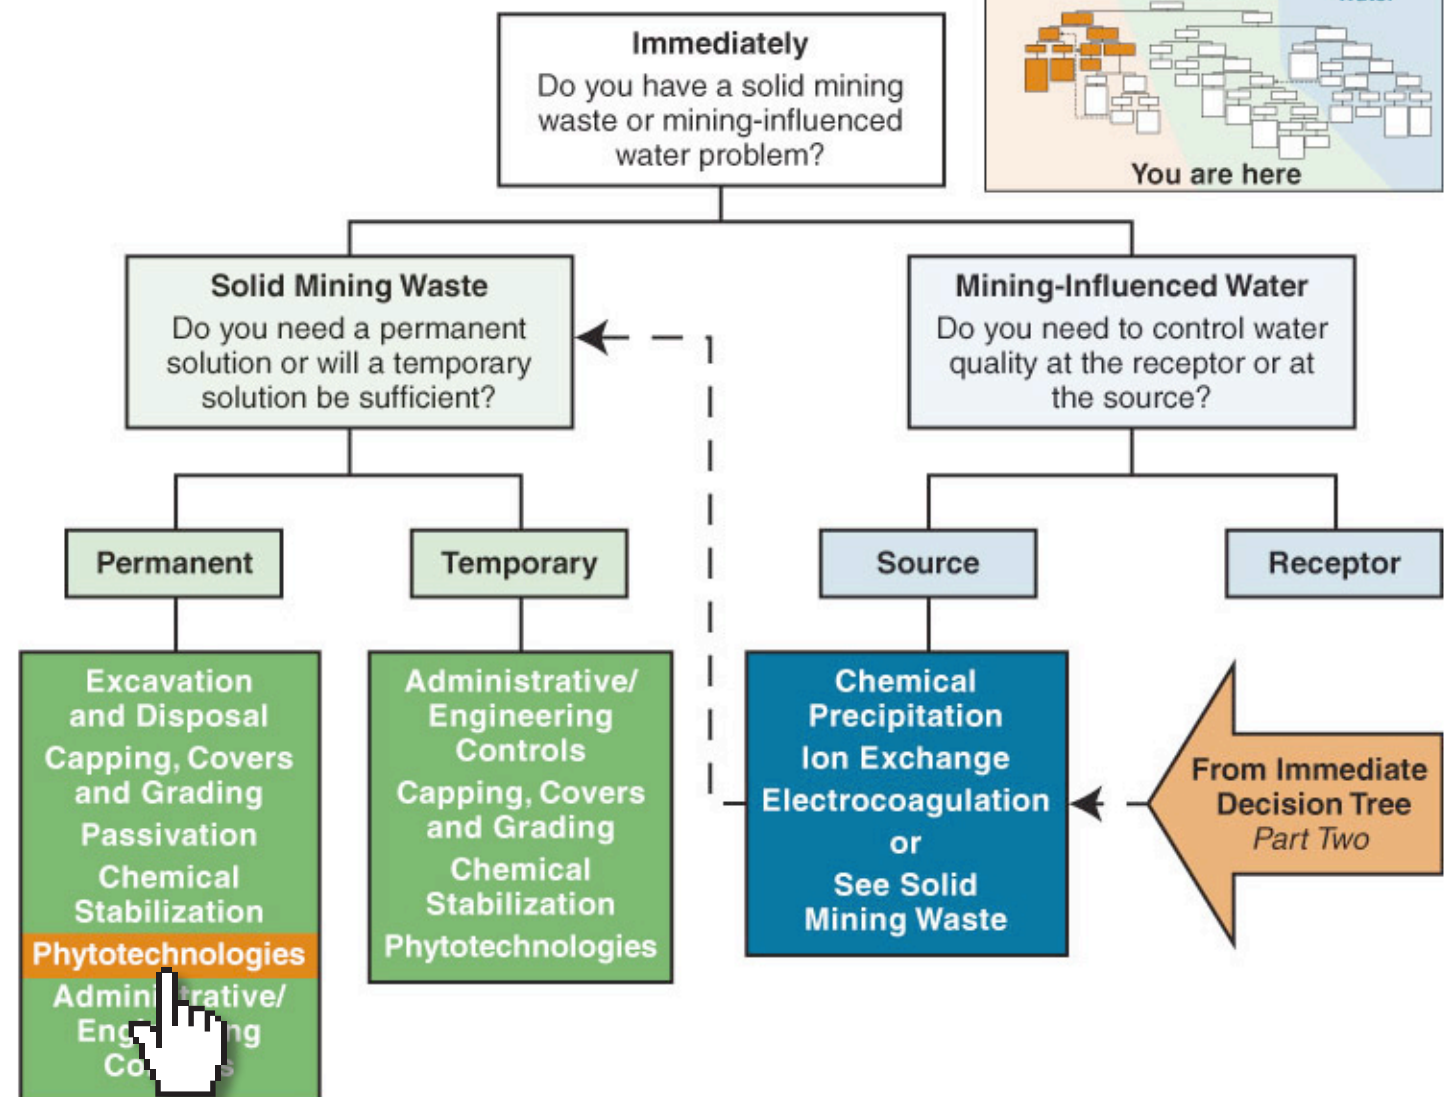 Immediately
Do you have a solid mining
waste or mining-influenced
water problem?
You are here
Solid Mining Waste
Do you need a permanent
solution or will a temporary
solution be sufficient?
Mining-Influenced Water
Do you need to control water
quality at the receptor or at
the source?
Permanent
Temporary
Source
Receptor
Excavation
and Disposal
Capping, Covers
and Grading
Passivation
Chemical
Stabilization
Phytotechnologies
Administrative/
Engineering
Controls
Administrative/
Engineering
Controls
Capping, Covers
and Grading
Chemical
Stabilization
Phytotechnologies
Chemical
Precipitation
Ion Exchange
Electrocoagulation
or
See Solid
Mining Waste
From Immediate
Decision Tree
Part Two